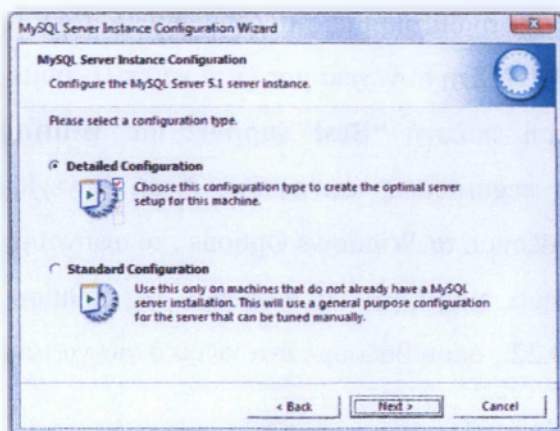 MySQL Server Instance Configuration Wizard
MySQL Server Instance Configuration
Configure the MySQL Server 5.1 server instance.
Please select a configuration type.
Detailed Configuration
Choose this configuration type to create the optimal server
setup for this machine.
Standard Configuration
Use this only on machines that do not already have a MySQL
server installation. This will use a general purpose configuration
for the server that can be tuned manually.
< Back
Next >
Cancel